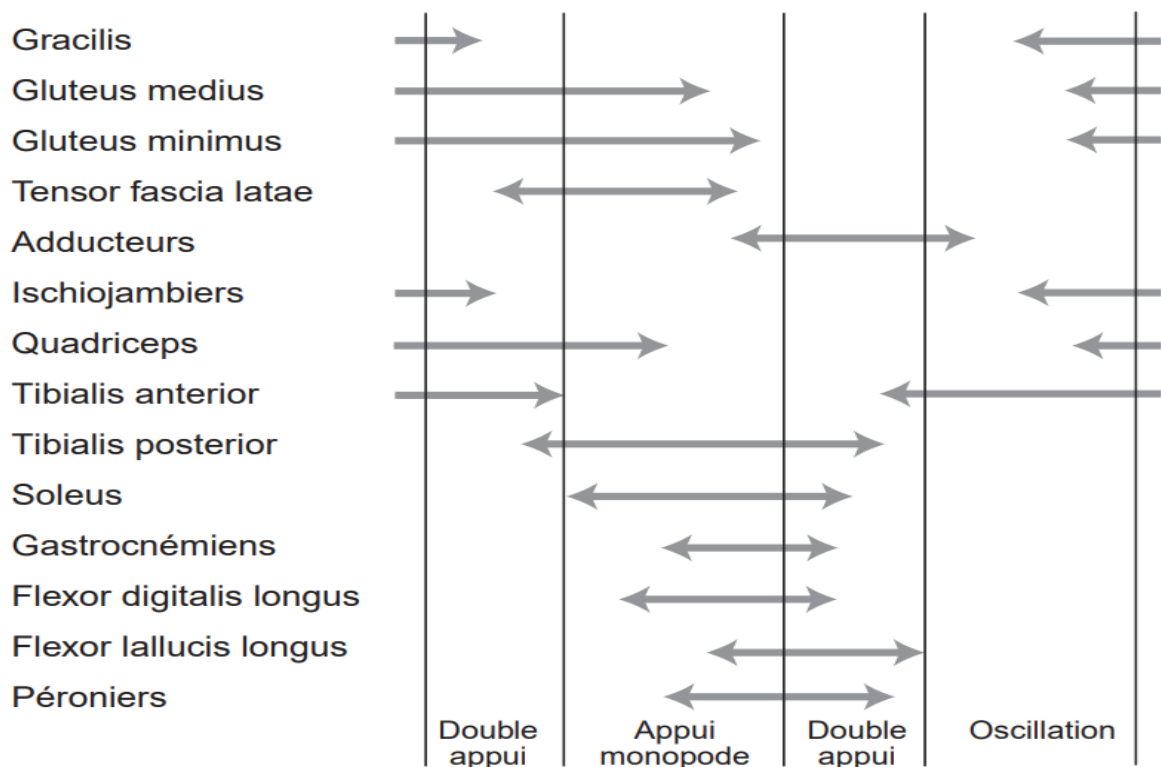 Gracilis
Gluteus medius
Gluteus minimus
Tensor fascia latae
Adducteurs
Ischiojambiers
Quadriceps
Tibialis anterior
Tibialis posterior
Soleus
Gastrocnémiens
Flexor digitalis longus
Flexor lallucis longus
Péroniers
Double
appui
Appui
monopode
Double
appui
Oscillation